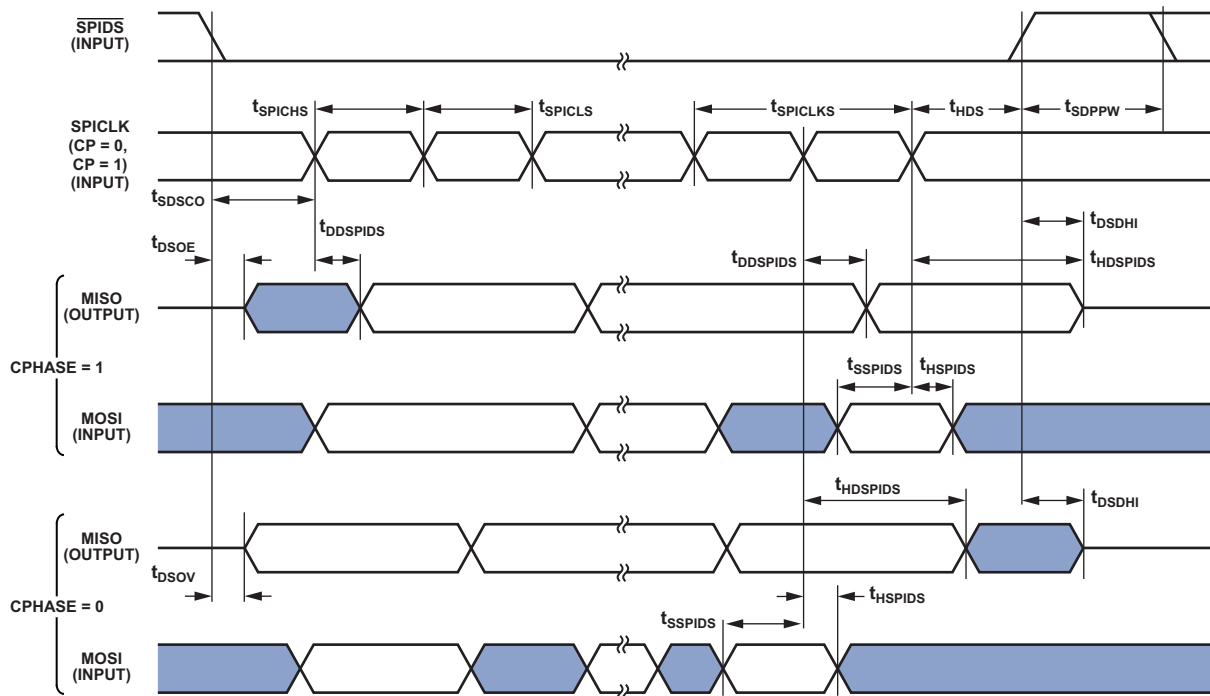 SPIDS
(INPUT)
tSPICHS
tSPICLS
tSPICLKS
tHDS
tSDPPW
SPICLK
(CP = 0,
CP = 1)
(INPUT)
tSDSCO
tDDSPIDS
tDSOE
tDSDHI
tDDSPIDS
tHDSPIDS
MISO
(OUTPUT)
CPHASE = 1
tSSPIDS
tHSPIDS
MOSI
(INPUT)
tHDSPIDS
tDSDHI
MISO
(OUTPUT)
tDSOV
CPHASE = 0
tHSPIDS
tSSPIDS
MOSI
(INPUT)